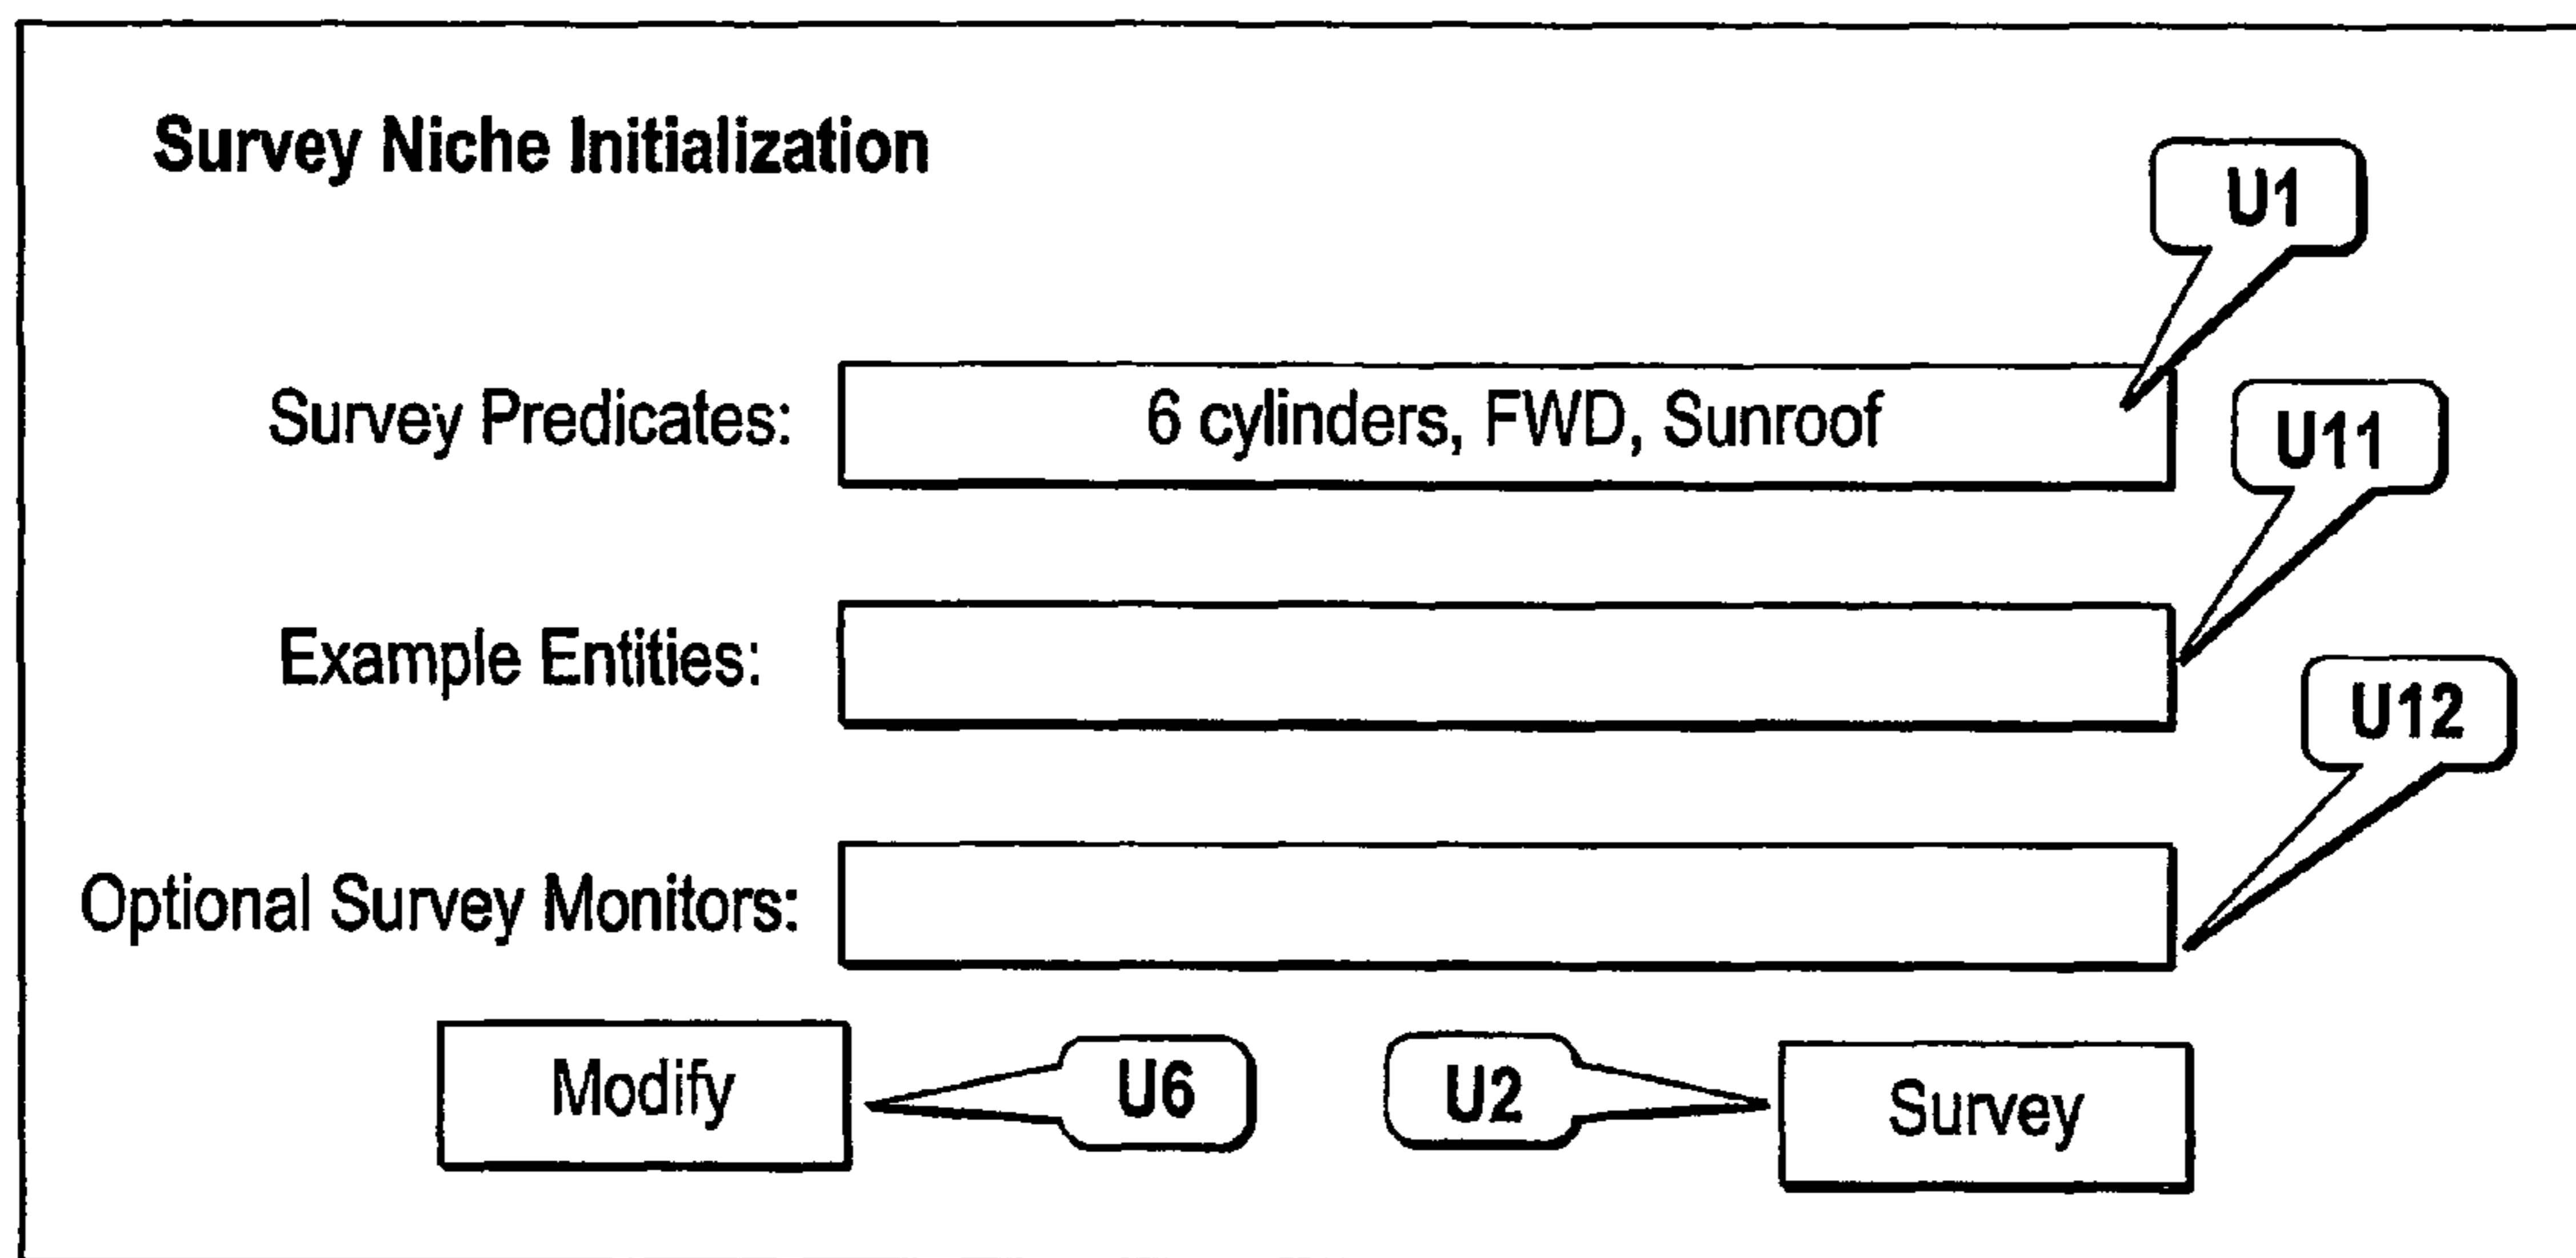 Survey Niche Initialization
U1
Survey Predicates: 6 cylinders, FWD, Sunroof
U11
Example Entities:
U12
Optional Survey Monitors:
Modify U6 U2 Survey